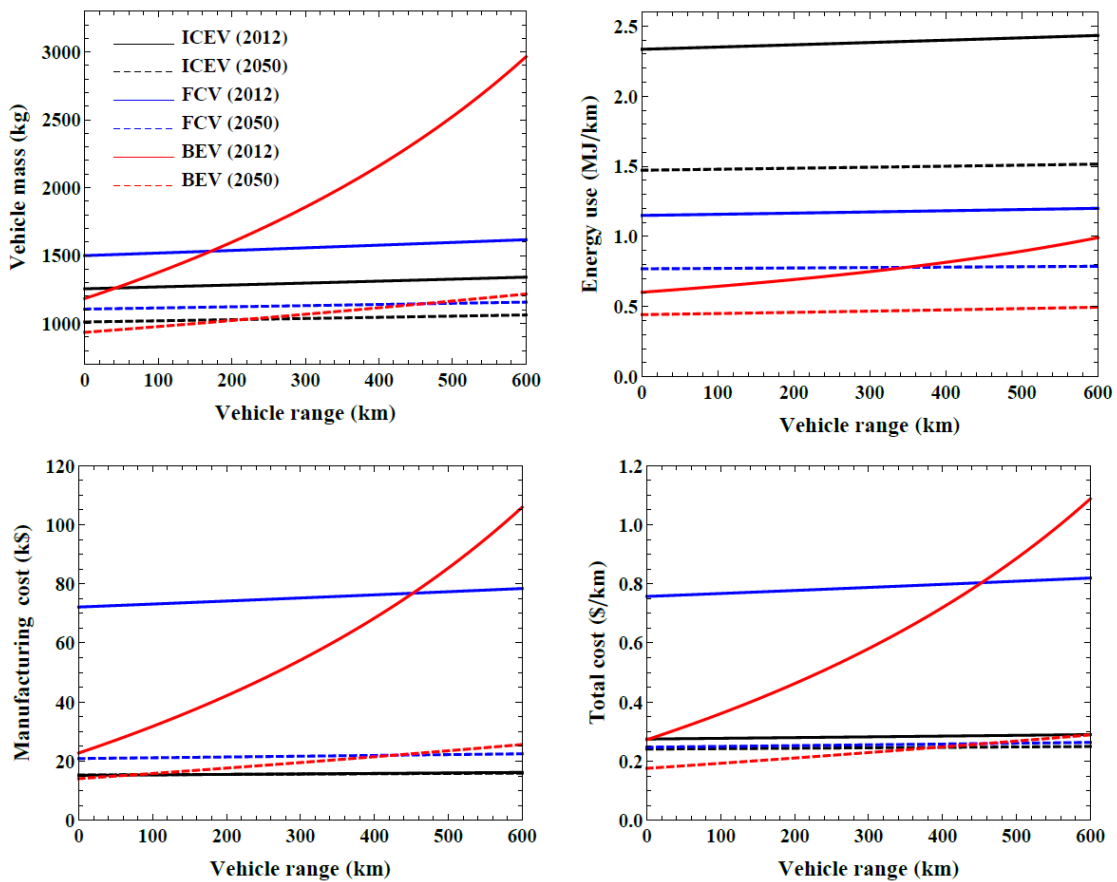 3000
2500
2000
1500
1000
Vehicle mass (kg)
ICEV (2012)
ICEV (2050)
FCV (2012)
FCV (2050)
BEV (2012)
BEV (2050)
0 100 200 300 400 500 600
Vehicle range (km)
2.5
2.0
1.5
1.0
0.5
0.0
Energy use (MJ/km)
0 100 200 300 400 500 600
Vehicle range (km)
120
100
80
60
40
20
0
Manufacturing cost (k$)
0 100 200 300 400 500 600
Vehicle range (km)
1.2
1.0
0.8
0.6
0.4
0.2
0.0
Total cost ($/km)
0 100 200 300 400 500 600
Vehicle range (km)